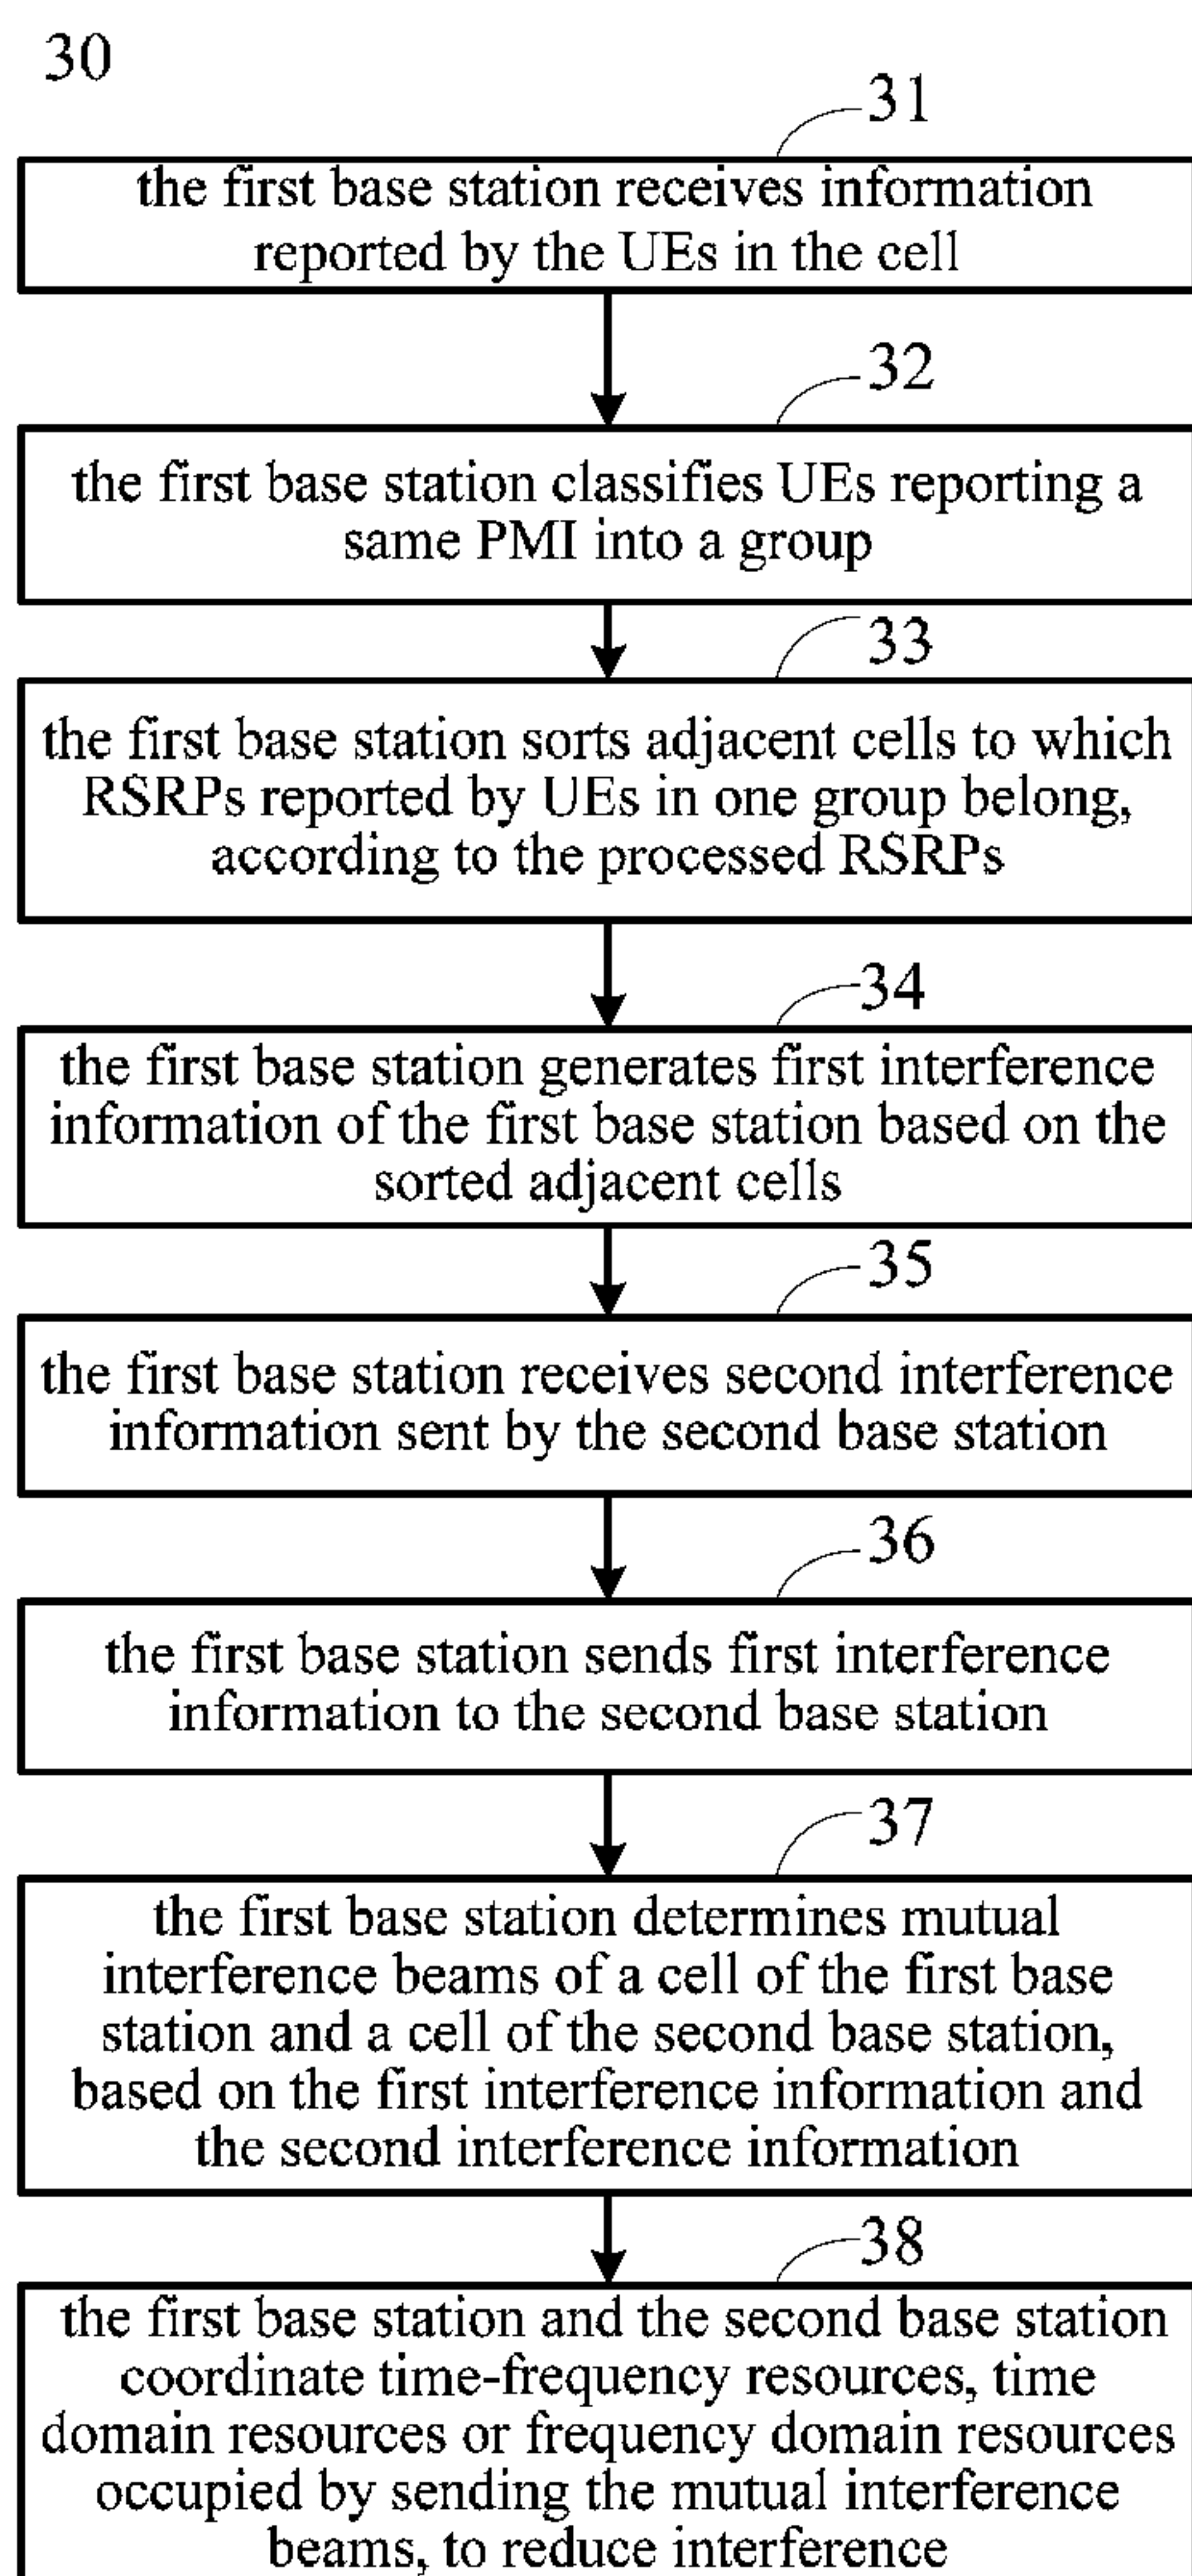 30
31
the first base station receives information
reported by the UEs in the cell
32
the first base station classifies UEs reporting a
same PMI into a group
33
the first base station sorts adjacent cells to which
RSRPs reported by UEs in one group belong,
according to the processed RSRPs
34
the first base station generates first interference
information of the first base station based on the
sorted adjacent cells
35
the first base station receives second interference
information sent by the second base station
36
the first base station sends first interference
information to the second base station
37
the first base station determines mutual
interference beams of a cell of the first base
station and a cell of the second base station,
based on the first interference information and
the second interference information
38
the first base station and the second base station
coordinate time-frequency resources, time
domain resources or frequency domain resources
occupied by sending the mutual interference
beams, to reduce interference